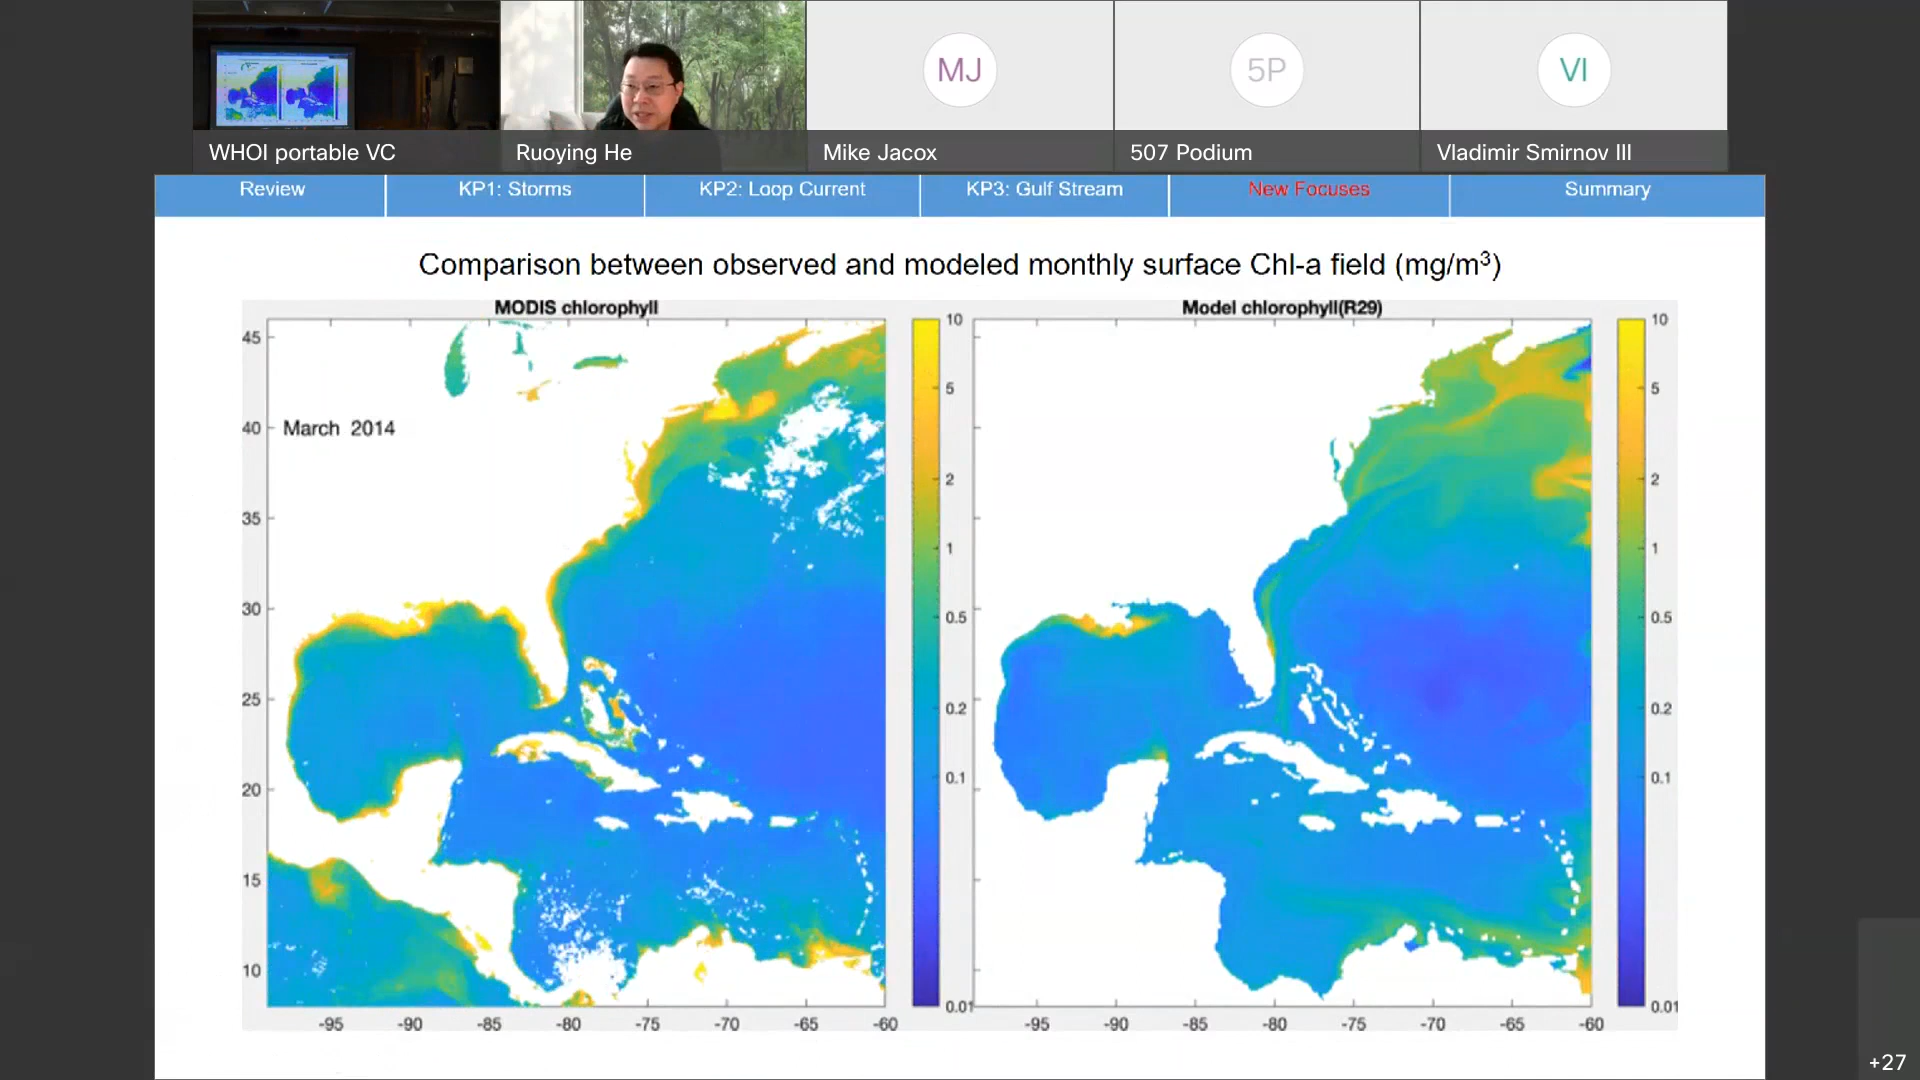 MJ
5P
VI
WHOI portable VC
Ruoying He
Mike Jacox
507 Podium
Vladimir Smirnov III
Review
KP1: Storms
KP2: Loop Current
KP3: Gulf Stream
New Focuses
Summary
Comparison between observed and modeled monthly surface Chl-a field (mg/m³)
MODIS chlorophyll
Model chlorophyll(R29)
March 2014
45
40
35
30
25
20
15
10
-95 -90 -85 -80 -75 -70 -65 -60
10
5
2
1
0.5
0.2
0.1
0.01
-95 -90 -85 -80 -75 -70 -65 -60
10
5
2
1
0.5
0.2
0.1
0.01
+27